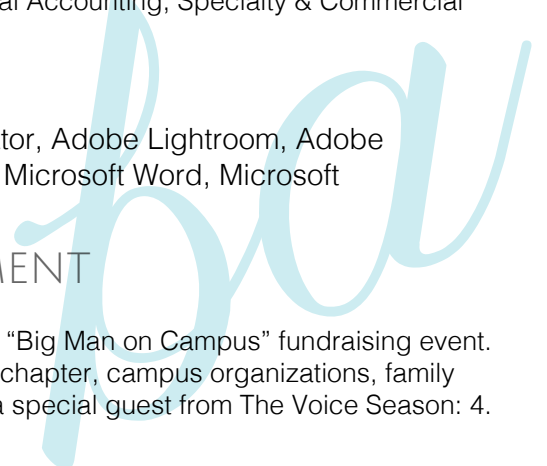 al Accounting, Specialty & Commercial
tor, Adobe Lightroom, Adobe
Microsoft Word, Microsoft
MENT
“Big Man on Campus” fundraising event.
chapter, campus organizations, family
a special guest from The Voice Season: 4.